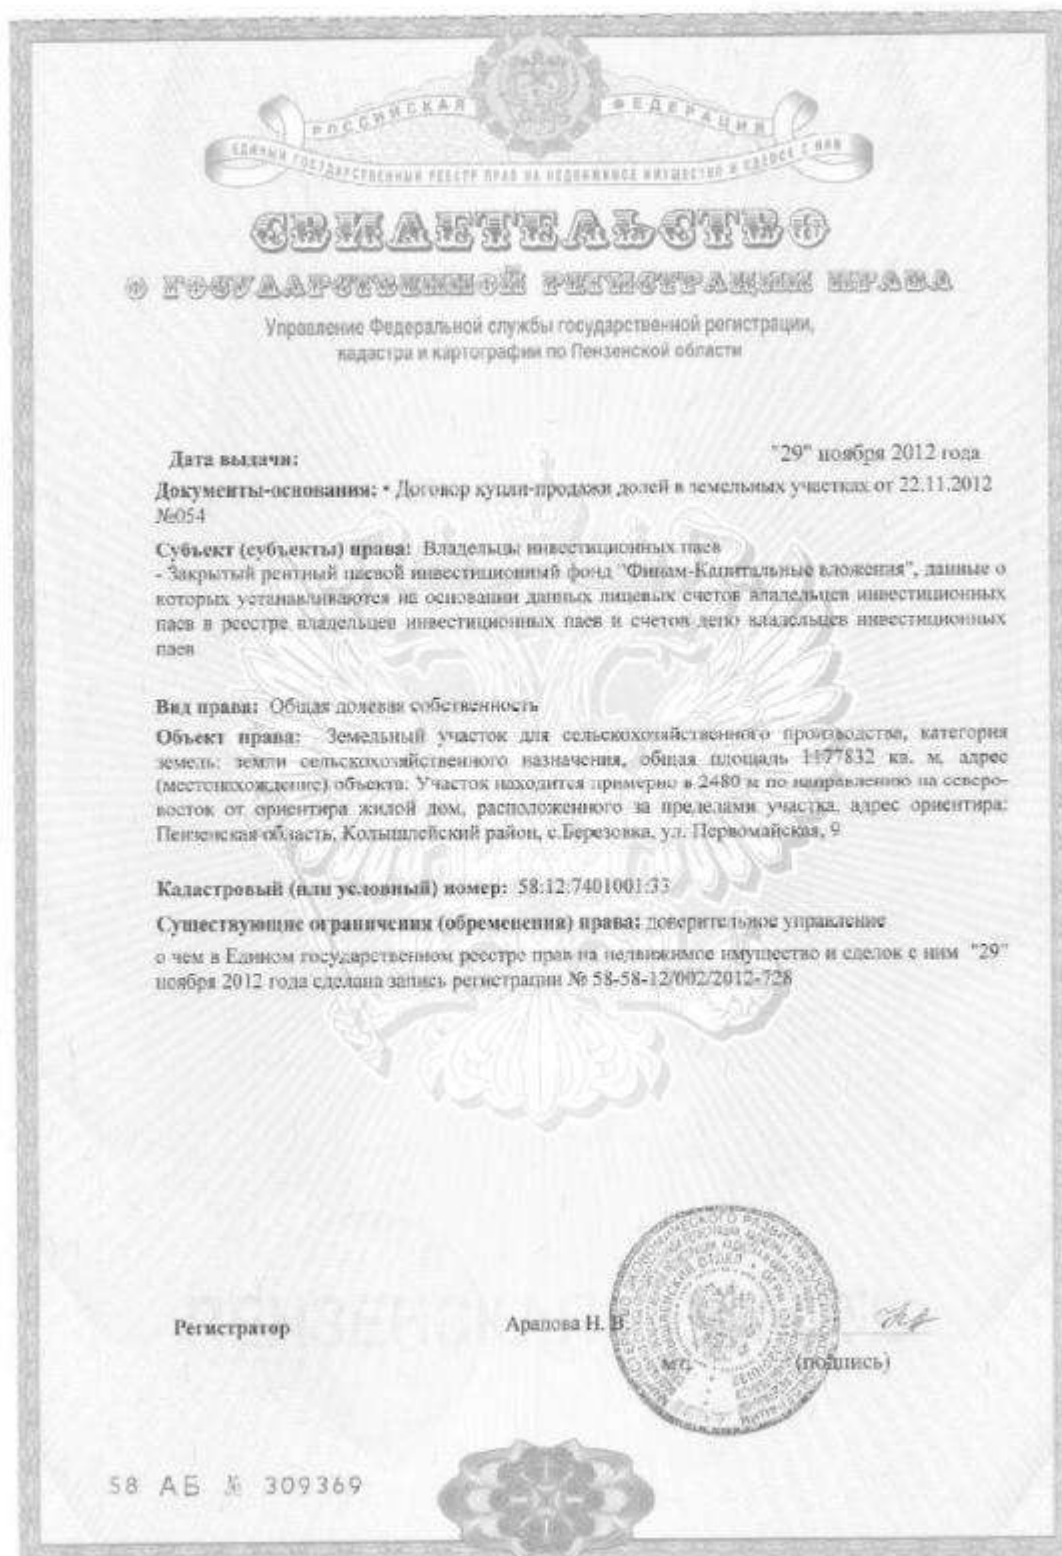 РОССИЙСКАЯ ФЕДЕРАЦИЯ
ЕДИНЫЙ ГОСУДАРСТВЕННЫЙ РЕЕСТР ПРАВ НА НЕДВИЖИМОЕ ИМУЩЕСТВО И СДЕЛОК С НИМ
СВИДЕТЕЛЬСТВО
О ГОСУДАРСТВЕННОЙ РЕГИСТРАЦИИ ПРАВА
Управление Федеральной службы государственной регистрации,
кадастра и картографии по Пензенской области
Дата выдачи: "29" ноября 2012 года
Документы-основания: • Договор купли-продажи долей в земельных участках от 22.11.2012
№054
Субъект (субъекты) права: Владельцы инвестиционных паев
- Закрытый рентный паевой инвестиционный фонд "Финам-Капитальные вложения", данные о
которых устанавливаются на основании данных лицевых счетов владельцев инвестиционных
паев в реестре владельцев инвестиционных паев и счетов депо владельцев инвестиционных
паев
Вид права: Общая долевая собственность
Объект права: Земельный участок для сельскохозяйственного производства, категория
земель: земли сельскохозяйственного назначения, общая площадь 1177832 кв. м, адрес
(местонахождение) объекта: Участок находится примерно в 2480 м по направлению на северо-
восток от ориентира жилой дом, расположенного за пределами участка, адрес ориентира:
Пензенская область, Колышлейский район, с.Березовка, ул. Первомайская, 9
Кадастровый (или условный) номер: 58:12:7401001:33
Существующие ограничения (обременения) права: доверительное управление
о чем в Едином государственном реестре прав на недвижимое имущество и сделок с ним "29"
ноября 2012 года сделана запись регистрации № 58-58-12/002/2012-728
Регистратор Арапова Н. В.
м.п. (подпись)
58 АБ № 309369